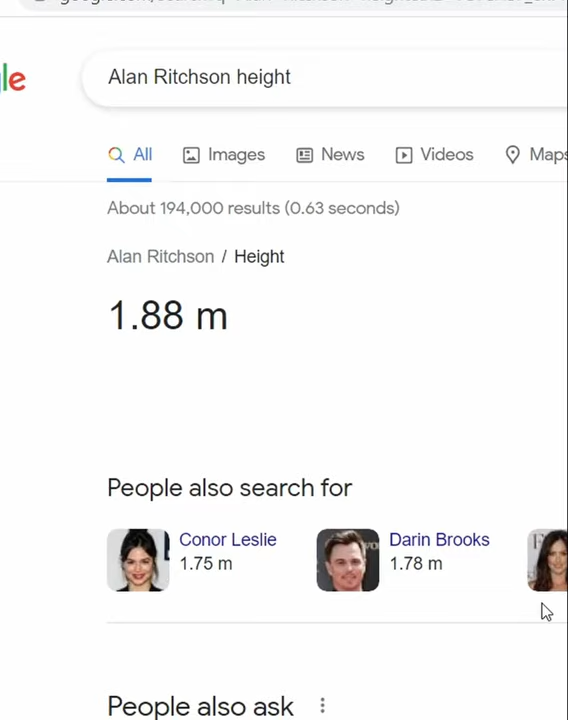 le
Alan Ritchson height
All Images News Videos Maps
About 194,000 results (0.63 seconds)
Alan Ritchson / Height
1.88 m
People also search for
Conor Leslie Darin Brooks
1.75 m 1.78 m
People also ask